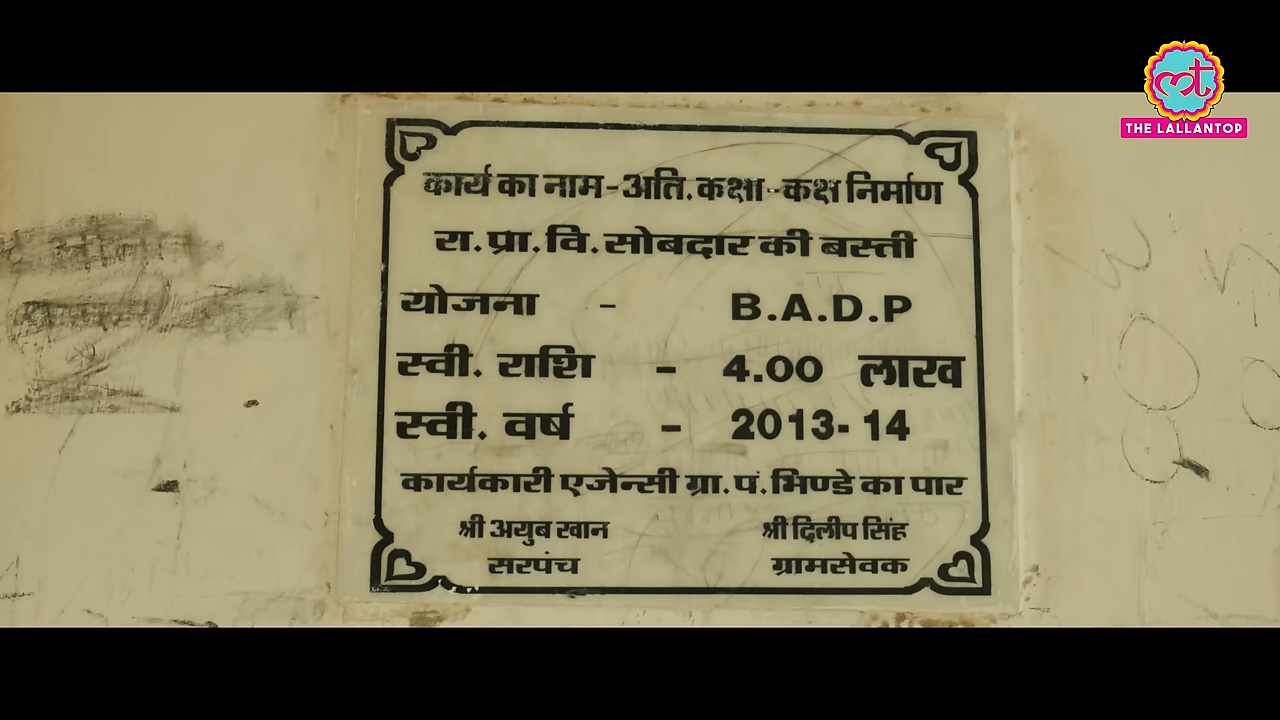 THE LALLANTOP
कार्य का नाम-अति.कक्षा-कक्ष निर्माण
रा.प्रा.वि.सोबदार की बस्ती
योजना - B.A.D.P
स्वी. राशि - 4.00 लाख
स्वी. वर्ष - 2013-14
कार्यकारी एजेन्सी ग्रा.पं.भिण्डे का पार
श्री अयुब खान श्री दिलीप सिंह
सरपंच ग्रामसेवक